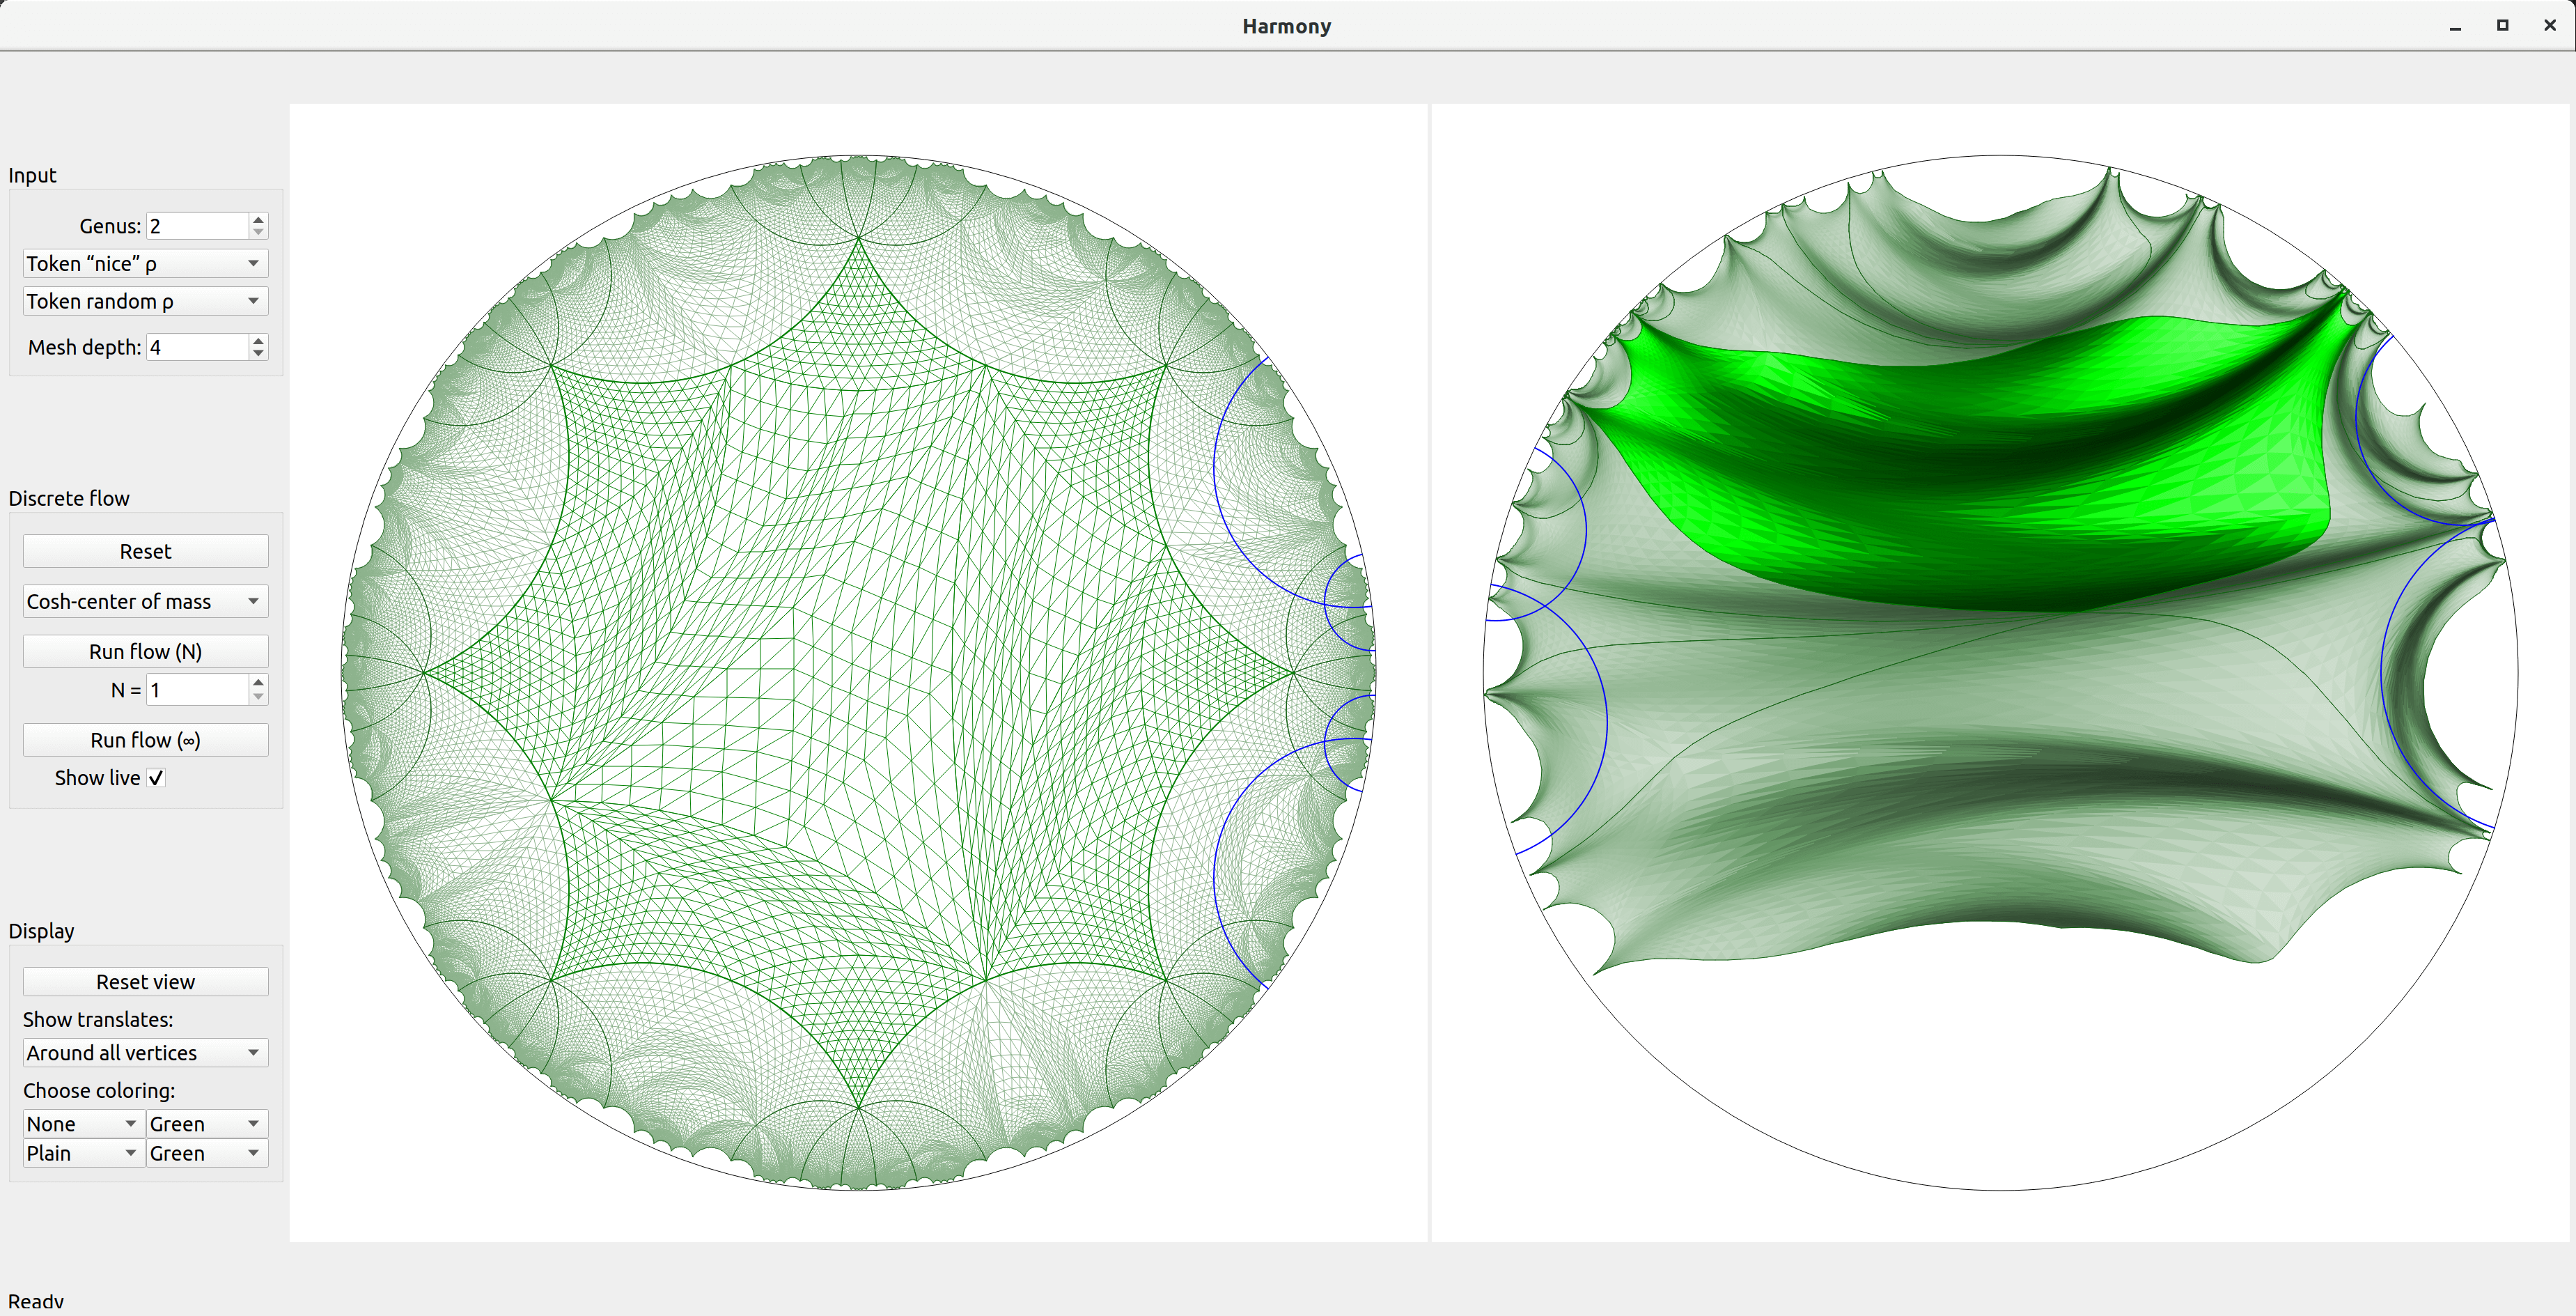 Harmony
Input
Genus: 2
Token “nice” ρ
Token random ρ
Mesh depth: 4
Discrete flow
Reset
Cosh-center of mass
Run flow (N)
N = 1
Run flow (∞)
Show live
Display
Reset view
Show translates:
Around all vertices
Choose coloring:
None Green
Plain Green
Ready